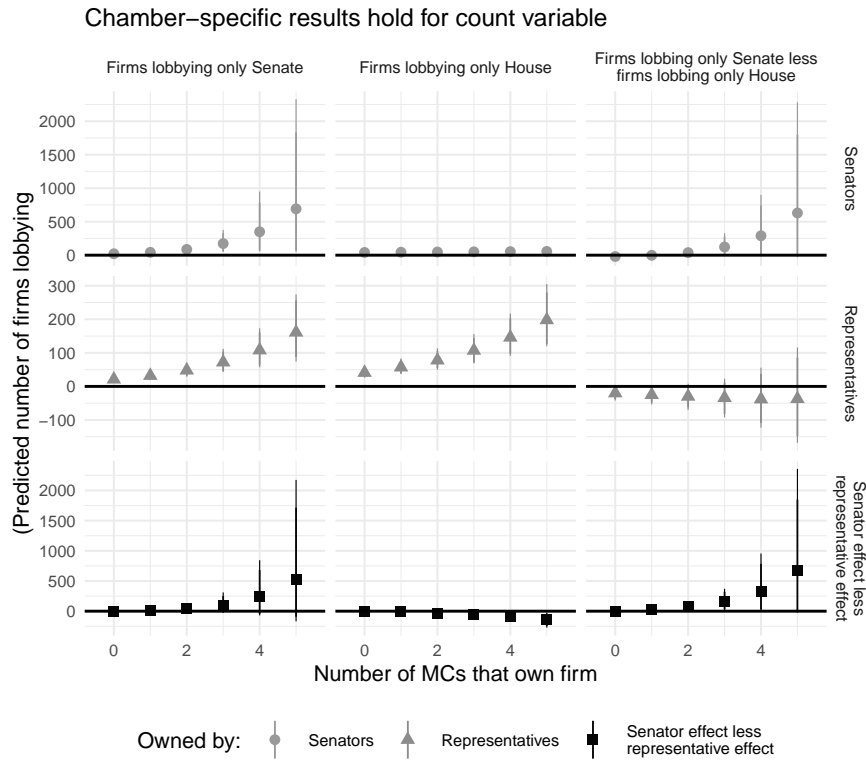 Chamber−specific results hold for count variable
Firms lobbying only Senate
Firms lobbying only House
Firms lobbing only Senate less
firms lobbing only House
(Predicted number of firms lobbying
2000
1500
1000
500
0
Senators
300
200
100
0
−100
Representatives
2000
1500
1000
500
0
Senator effect less
representative effect
0 2 4
0 2 4
0 2 4
Number of MCs that own firm
Owned by:
Senators
Representatives
Senator effect less
representative effect